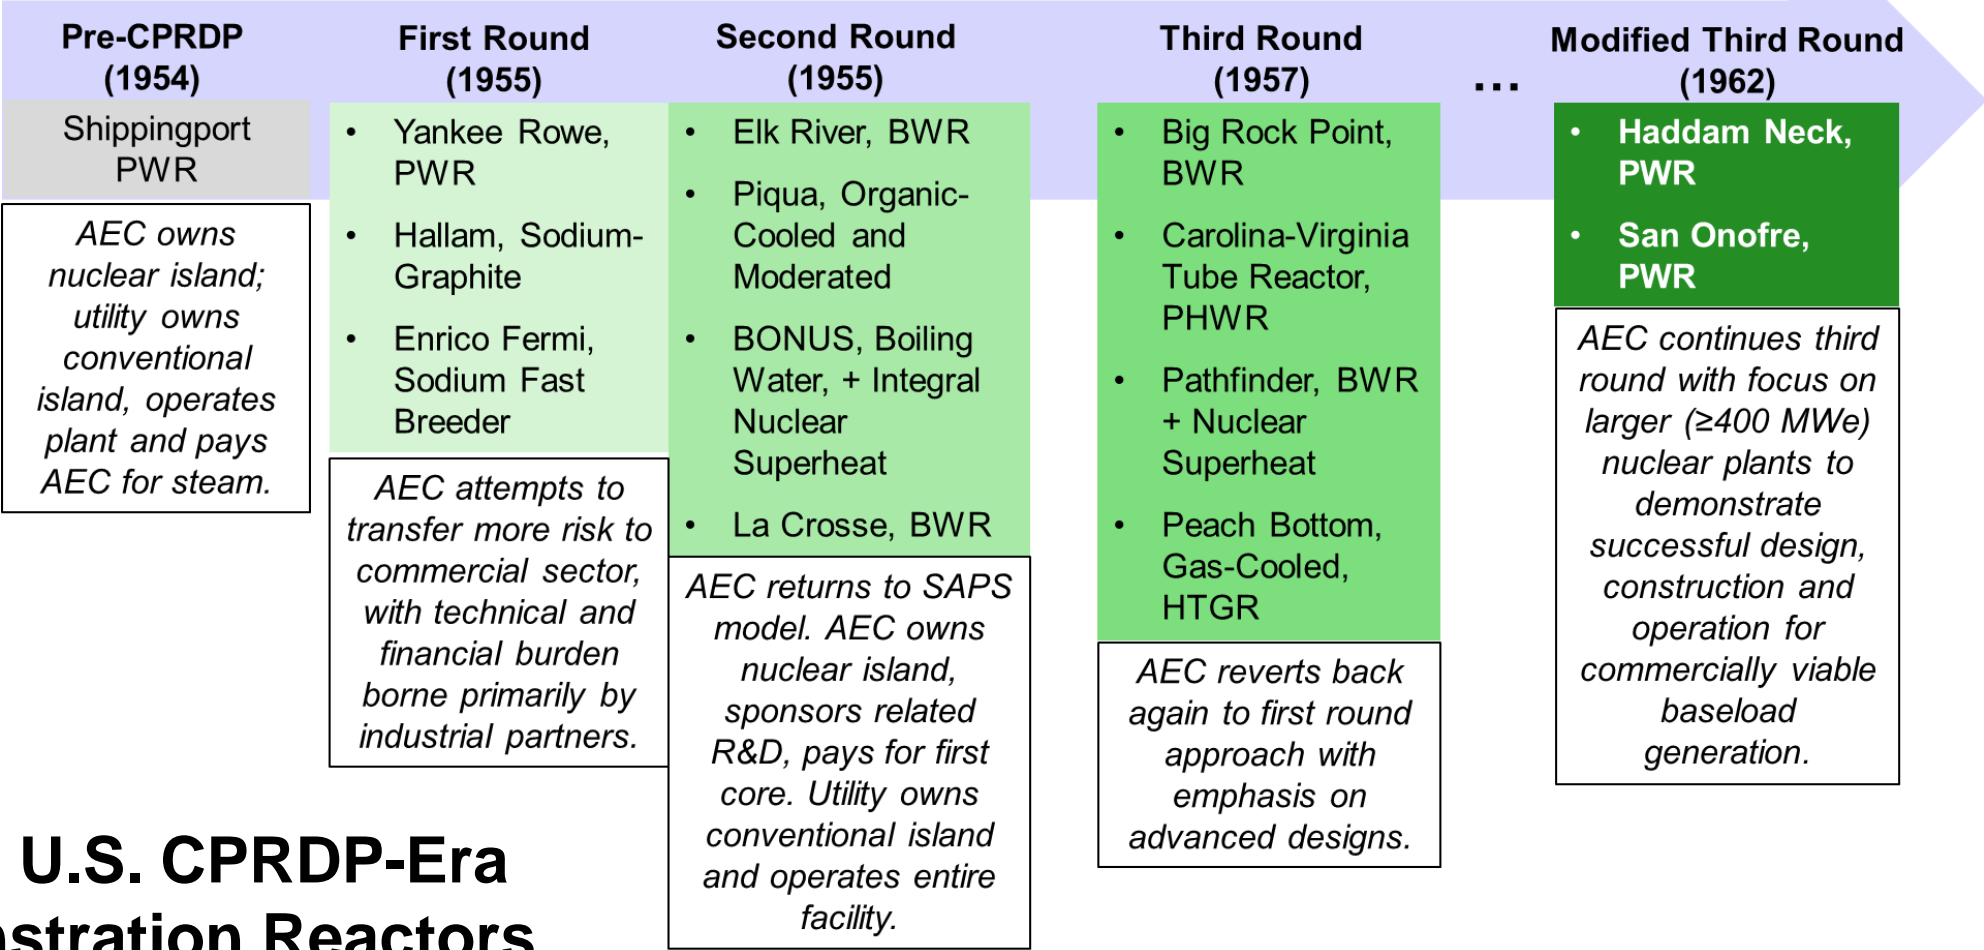 Pre-CPRDP
(1954)
Shippingport
PWR
AEC owns
nuclear island;
utility owns
conventional
island, operates
plant and pays
AEC for steam.
First Round
(1955)
• Yankee Rowe,
PWR
• Hallam, Sodium-
Graphite
• Enrico Fermi,
Sodium Fast
Breeder
AEC attempts to
transfer more risk to
commercial sector,
with technical and
financial burden
borne primarily by
industrial partners.
Second Round
(1955)
• Elk River, BWR
• Piqua, Organic-
Cooled and
Moderated
• BONUS, Boiling
Water, + Integral
Nuclear
Superheat
• La Crosse, BWR
AEC returns to SAPS
model. AEC owns
nuclear island,
sponsors related
R&D, pays for first
core. Utility owns
conventional island
and operates entire
facility.
Third Round
(1957)
• Big Rock Point,
BWR
• Carolina-Virginia
Tube Reactor,
PHWR
• Pathfinder, BWR
+ Nuclear
Superheat
• Peach Bottom,
Gas-Cooled,
HTGR
AEC reverts back
again to first round
approach with
emphasis on
advanced designs.
...
Modified Third Round
(1962)
• Haddam Neck,
PWR
• San Onofre,
PWR
AEC continues third
round with focus on
larger (≥400 MWe)
nuclear plants to
demonstrate
successful design,
construction and
operation for
commercially viable
baseload
generation.
U.S. CPRDP-Era
Reactors